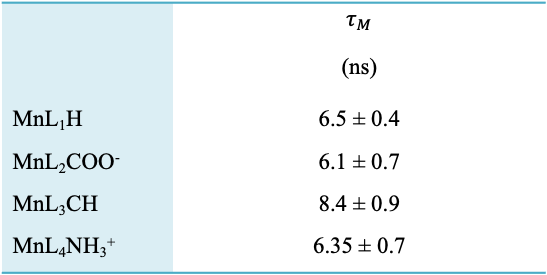 τM
(ns)
MnL₁H 6.5 ± 0.4
MnL₂COO⁻ 6.1 ± 0.7
MnL₃CH 8.4 ± 0.9
MnL₄NH₃⁺ 6.35 ± 0.7